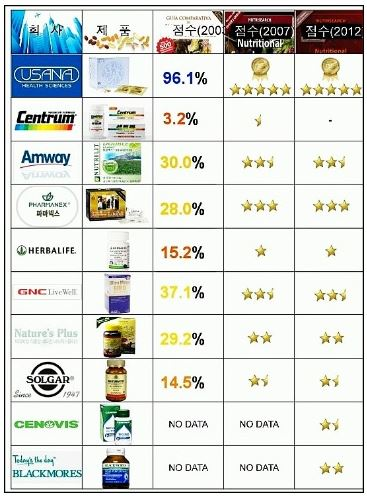 회 사 제 품 점수(200 점수(2007) 점수(2012)
GUIA COMPARATIVA
NUTRISEARCH
Nutritional
NUTRISEARCH
Nutritional
USANA
HEALTH SCIENCES
96.1%
Centrum
3.2%
-
Amway
NUTRILITE
30.0%
PHARMANEX
파마넥스
28.0%
HERBALIFE.
15.2%
GNC LiveWell.
37.1%
Nature's Plus
29.2%
SOLGAR
Since 1947
14.5%
CENOVIS
NO DATA
NO DATA
Today's the day
BLACKMORES
NO DATA
NO DATA